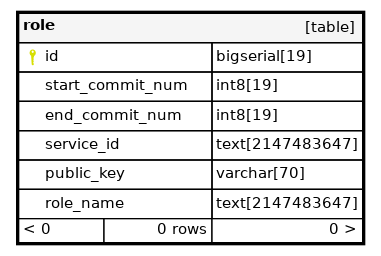 role [table]
id bigserial[19]
start_commit_num int8[19]
end_commit_num int8[19]
service_id text[2147483647]
public_key varchar[70]
role_name text[2147483647]
< 0 0 rows 0 >